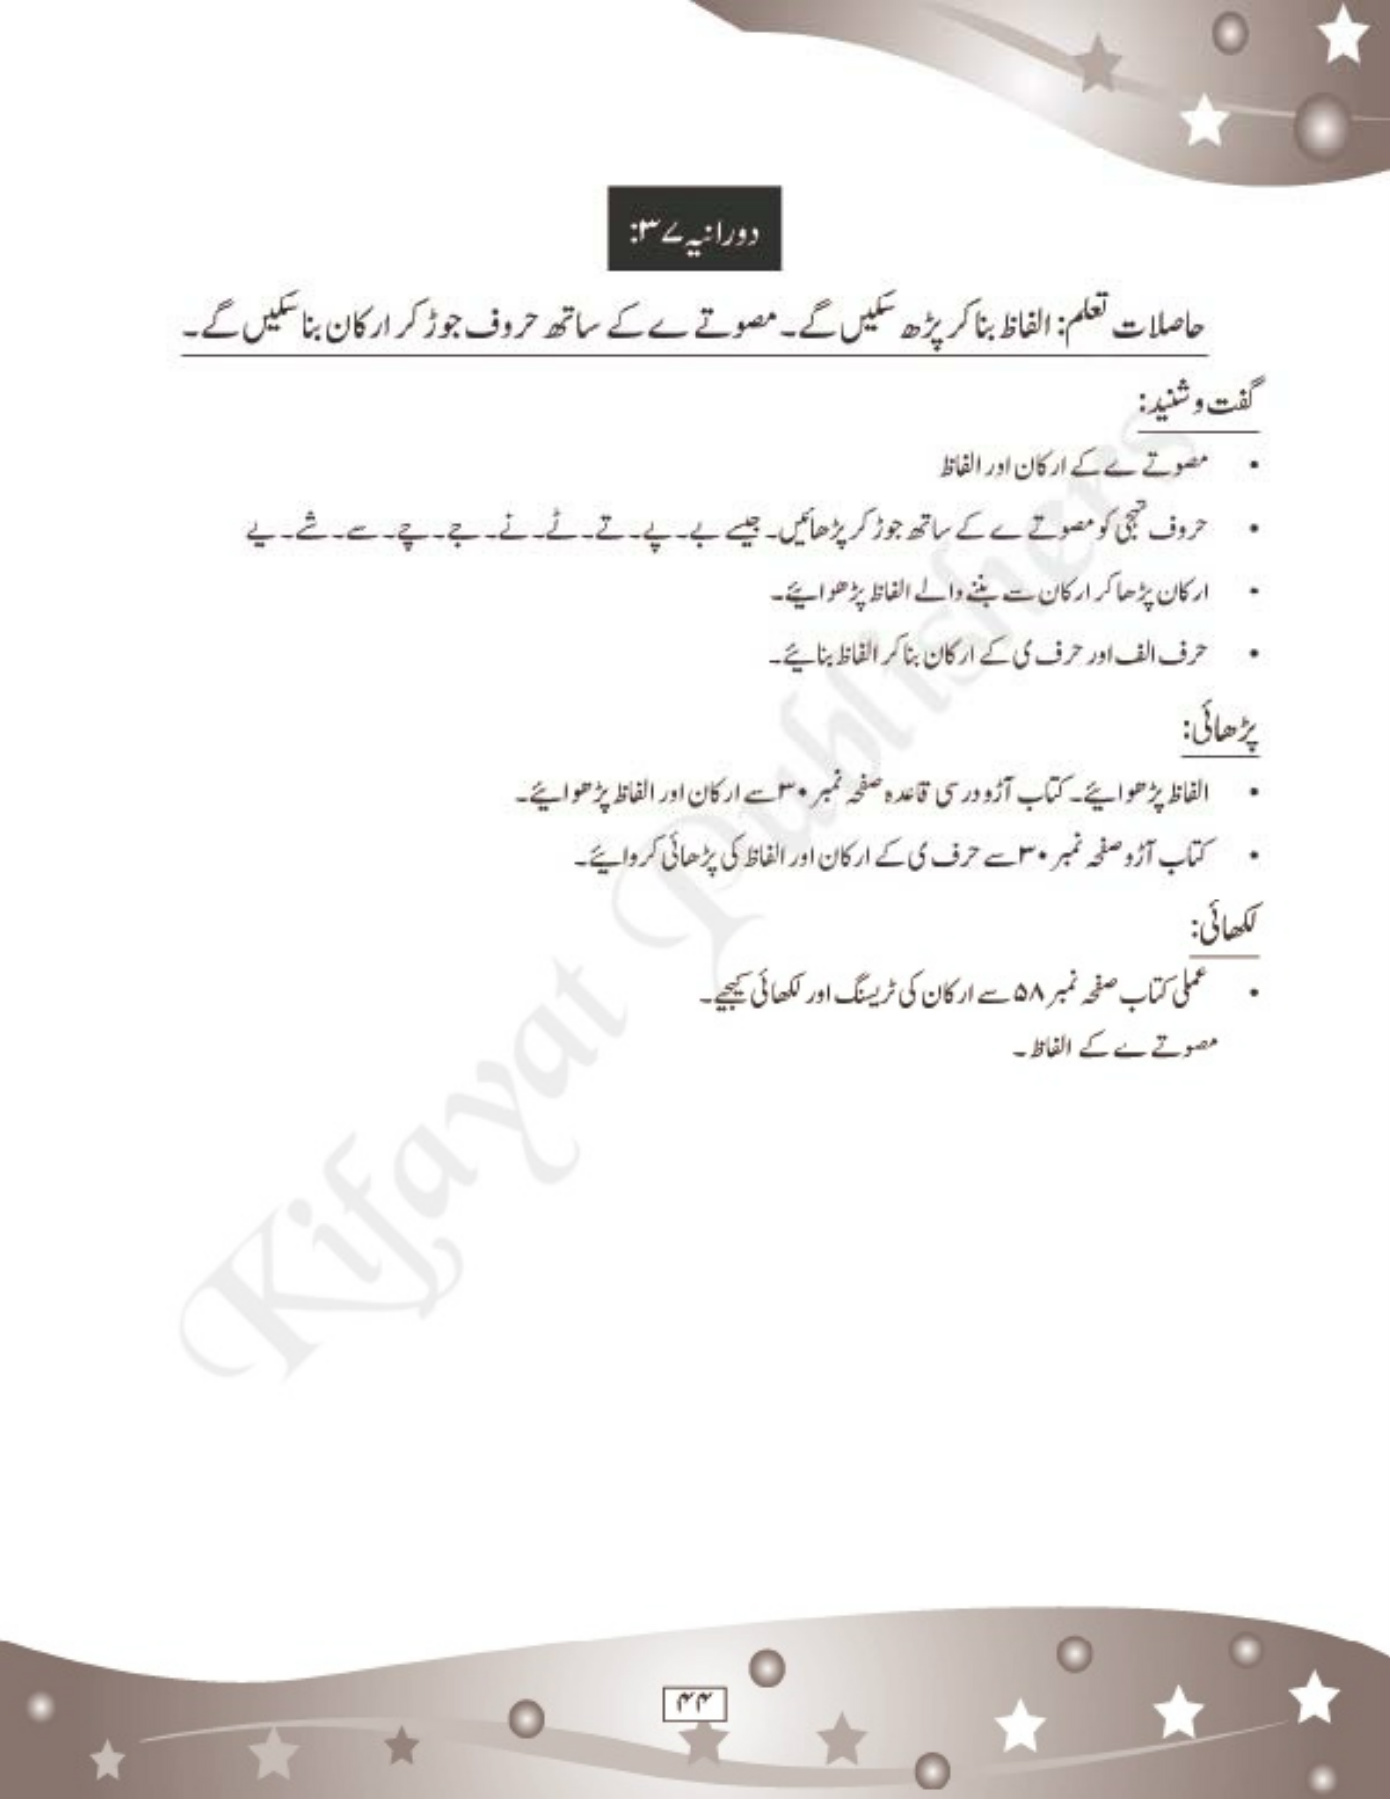 دورانیہ ۳۷:
حاصلات تعلم: الفاظ بنا کر پڑھ سکیں گے۔ مصوتے ے کے ساتھ حروف جوڑ کر ارکان بنا سکیں گے۔
گفت و شنید:
• مصوتے ے کے ارکان اور الفاظ
• حروف تہجی کو مصوتے ے کے ساتھ جوڑ کر پڑھائیں۔ جیسے بے۔ پے۔ تے۔ ٹے۔ نے۔ جے۔ چے۔ سے۔ شے۔ یے
• ارکان پڑھا کر ارکان سے بننے والے الفاظ پڑھوایئے۔
• حرف الف اور حرف ی کے ارکان بنا کر الفاظ بنایئے۔
پڑھائی:
• الفاظ پڑھوایئے۔ کتاب آڑو درسی قاعدہ صفحہ نمبر ۳۰ سے ارکان اور الفاظ پڑھوایئے۔
• کتاب آڑو صفحہ نمبر ۳۰ سے حرف ی کے ارکان اور الفاظ کی پڑھائی کروایئے۔
لکھائی:
• عملی کتاب صفحہ نمبر ۵۸ سے ارکان کی ٹریسنگ اور لکھائی کیجیے۔
مصوتے ے کے الفاظ۔
Kifayat Publishers
۴۴